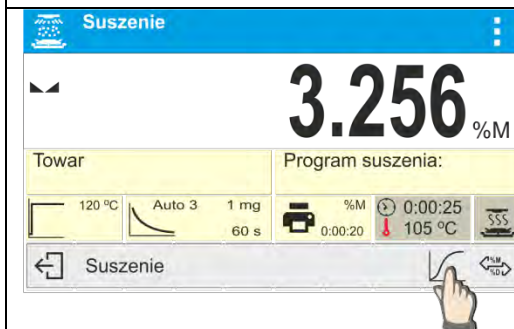 Suszenie
3.256 %M
Towar Program suszenia:
120 °C Auto 3 1 mg %M 0:00:25
60 s 0:00:20 105 °C
Suszenie %M
%D